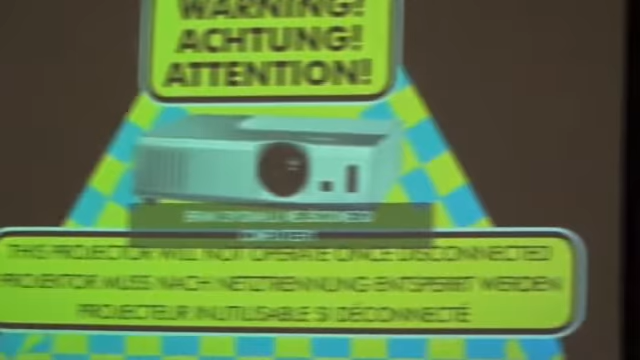 WARNING!
ACHTUNG!
ATTENTION!
THIS PROJECTOR WILL NOT OPERATE ONCE DISCONNECTED
PROJEKTOR MUSS NACH NETZTRENNUNG ENTSPERRT WERDEN
PROJECTEUR INUTILISABLE SI DÉCONNECTÉ